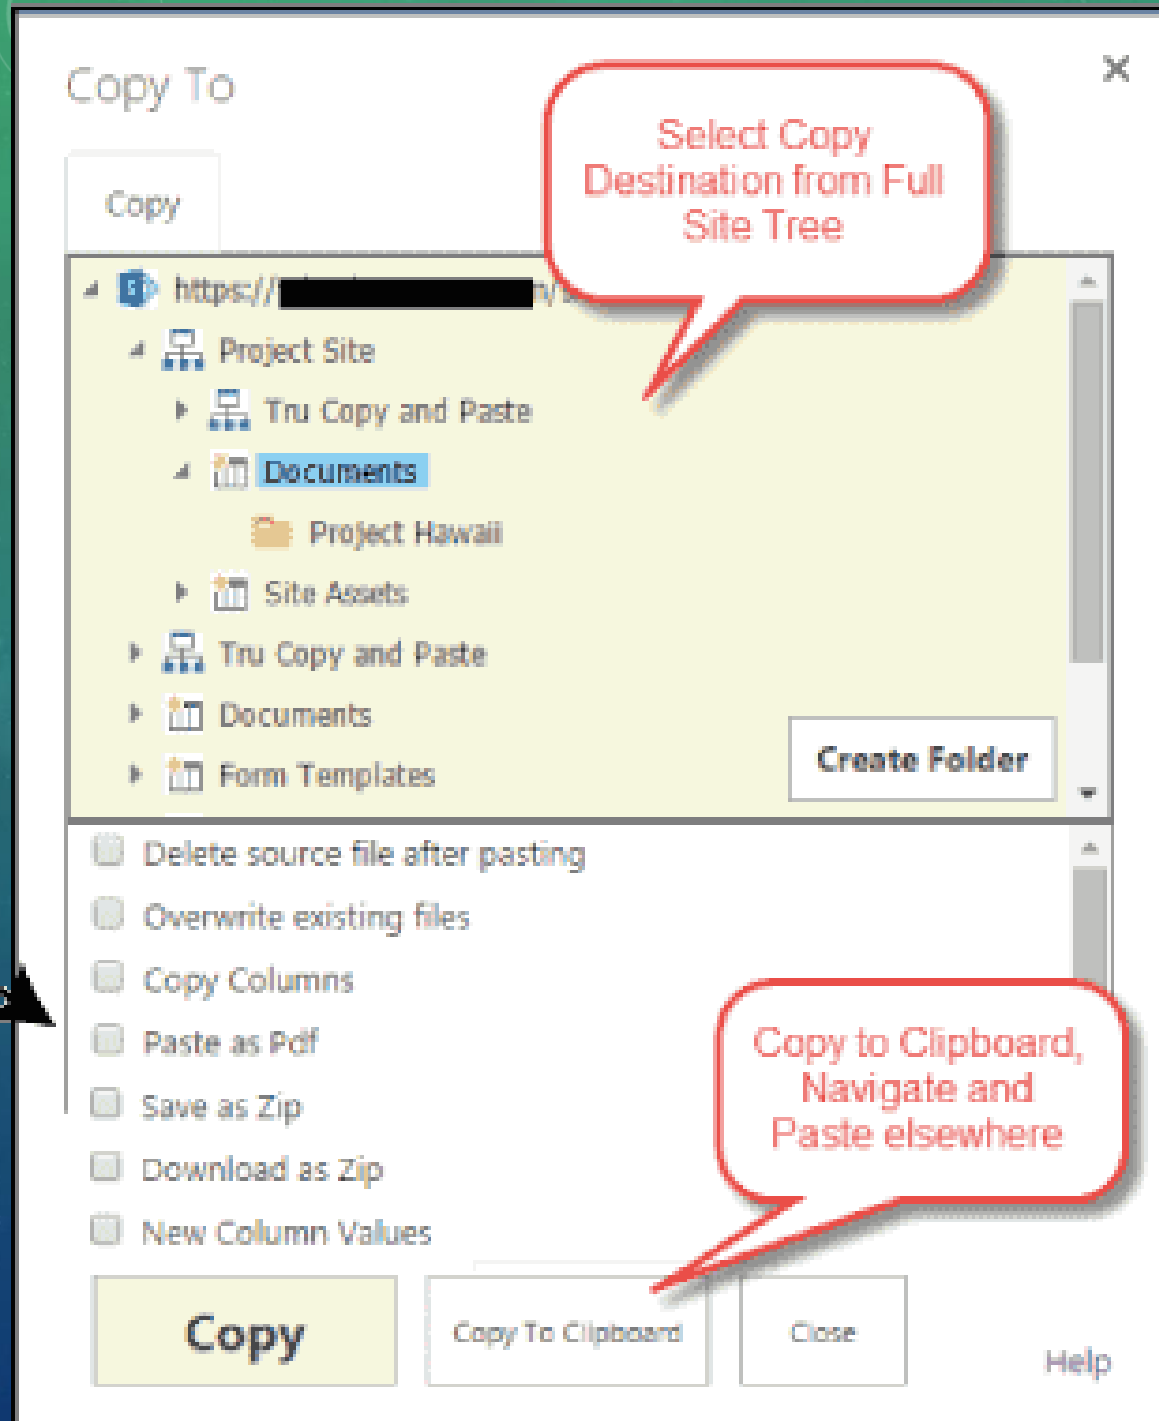 Copy To
Select Copy
Destination from Full
Site Tree
Copy
https://
Project Site
Tru Copy and Paste
Documents
Project Hawaii
Site Assets
Tru Copy and Paste
Documents
Form Templates
Create Folder
Delete source file after pasting
Overwrite existing files
Copy Columns
Paste as Pdf
Save as Zip
Download as Zip
New Column Values
Copy to Clipboard,
Navigate and
Paste elsewhere
Copy
Copy To Clipboard
Close
Help